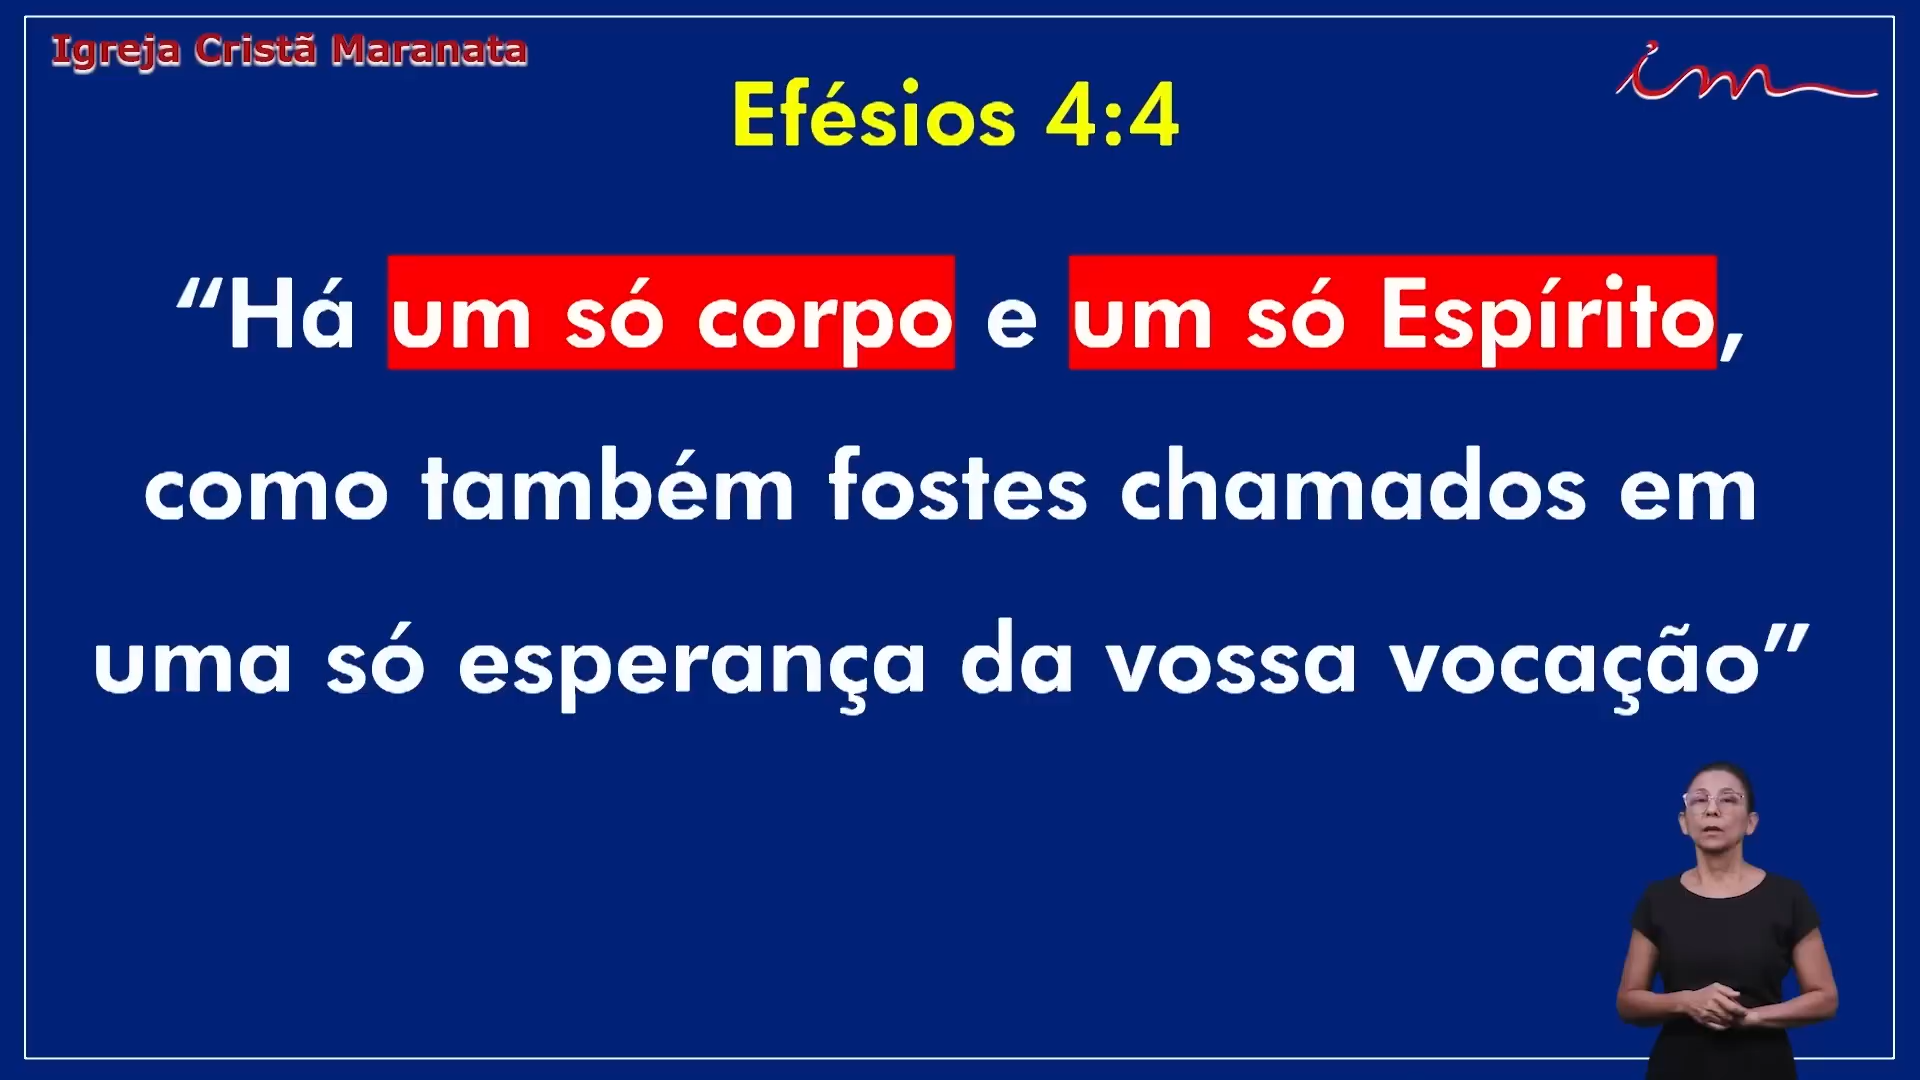 Igreja Cristã Maranata
im
Efésios 4:4
“Há um só corpo e um só Espírito,
como também fostes chamados em
uma só esperança da vossa vocação”